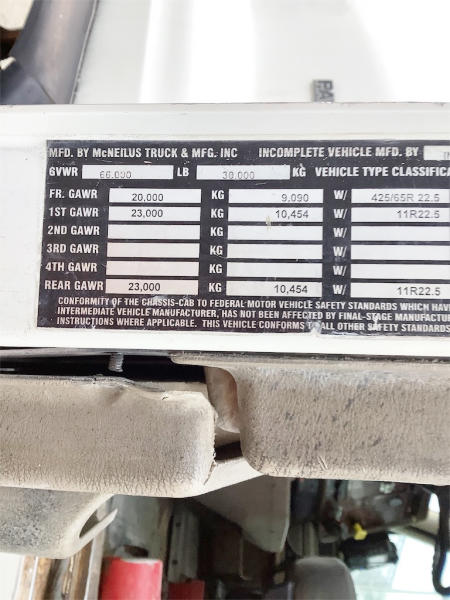 MFD. BY McNEILUS TRUCK & MFG. INC INCOMPLETE VEHICLE MFD. BY
GVWR 66,000 LB 30,000 KG VEHICLE TYPE CLASSIFICA
FR. GAWR 20,000 KG 9,090 W/ 425/65R 22.5
1ST GAWR 23,000 KG 10,454 W/ 11R22.5
2ND GAWR KG W/
3RD GAWR KG W/
4TH GAWR KG W/
REAR GAWR 23,000 KG 10,454 W/ 11R22.5
CONFORMITY OF THE CHASSIS-CAB TO FEDERAL MOTOR VEHICLE SAFETY STANDARDS WHICH HAV
INTERMEDIATE VEHICLE MANUFACTURER, HAS NOT BEEN AFFECTED BY FINAL-STAGE MANUFACTUR
INSTRUCTIONS WHERE APPLICABLE. THIS VEHICLE CONFORMS TO ALL OTHER SAFETY STANDARDS